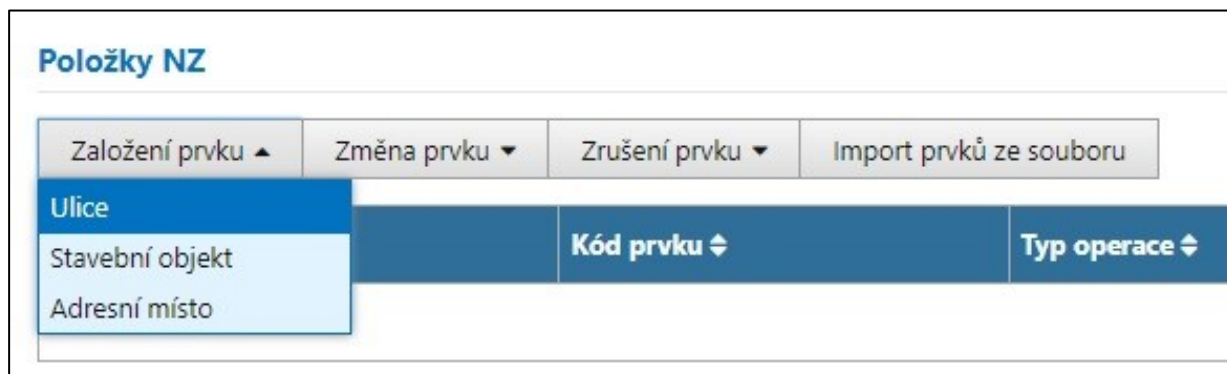 Položky NZ
Založení prvku ▲ Změna prvku ▼ Zrušení prvku ▼ Import prvků ze souboru
Ulice
Kód prvku Typ operace
Stavební objekt
Adresní místo